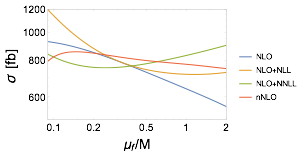 1200
1000
σ [fb]
800
600
0.1 0.2 0.5 1 2
μf/M
NLO
NLO+NLL
NLO+NNLL
nNLO